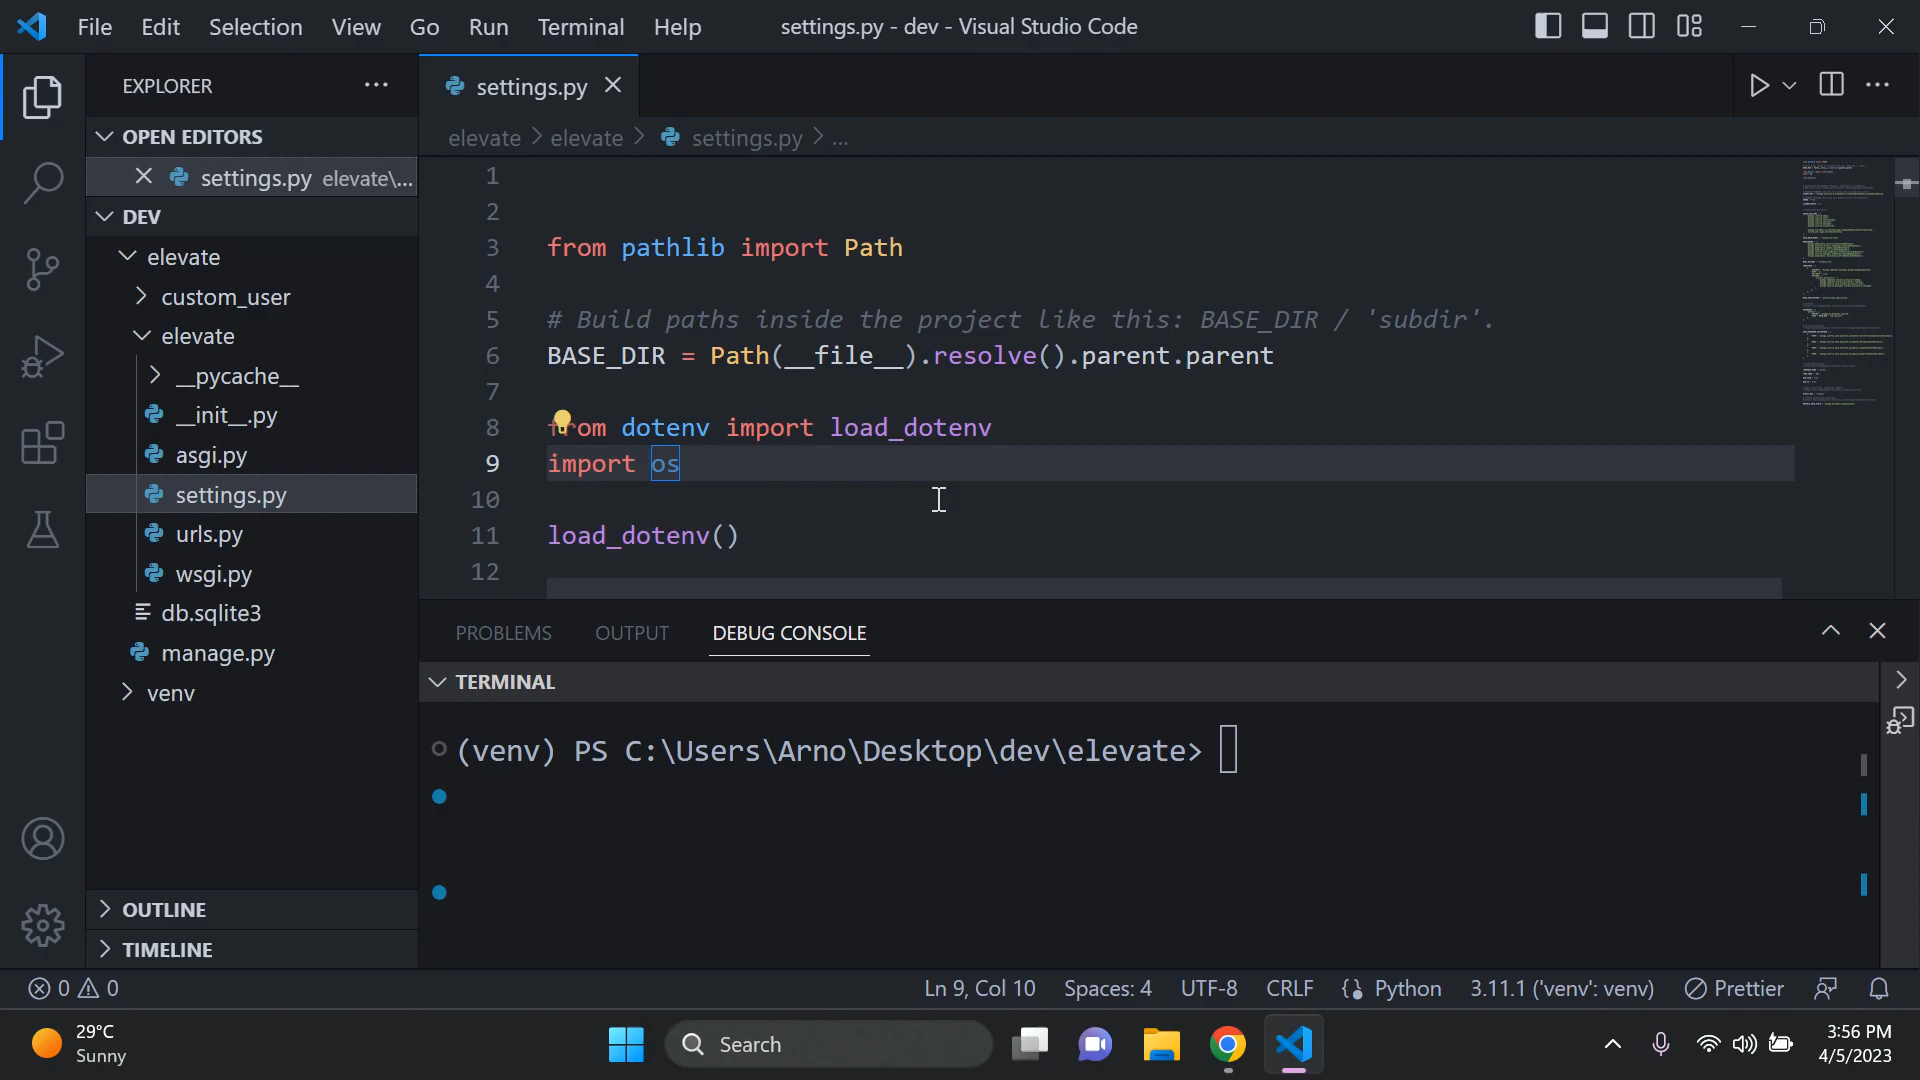 File Edit Selection View Go Run Terminal Help settings.py - dev - Visual Studio Code
EXPLORER ...
settings.py
OPEN EDITORS
elevate > elevate > settings.py > ...
settings.py elevate\...
DEV
elevate
custom_user
elevate
__pycache__
__init__.py
asgi.py
settings.py
urls.py
wsgi.py
db.sqlite3
manage.py
venv
OUTLINE
TIMELINE
1
2
3 from pathlib import Path
4
5 # Build paths inside the project like this: BASE_DIR / 'subdir'.
6 BASE_DIR = Path(__file__).resolve().parent.parent
7
8 from dotenv import load_dotenv
9 import os
10
11 load_dotenv()
12
PROBLEMS OUTPUT DEBUG CONSOLE
TERMINAL
(venv) PS C:\Users\Arno\Desktop\dev\elevate>
0 0 Ln 9, Col 10 Spaces: 4 UTF-8 CRLF Python 3.11.1 ('venv': venv) Prettier
29°C
Sunny
Search
3:56 PM
4/5/2023